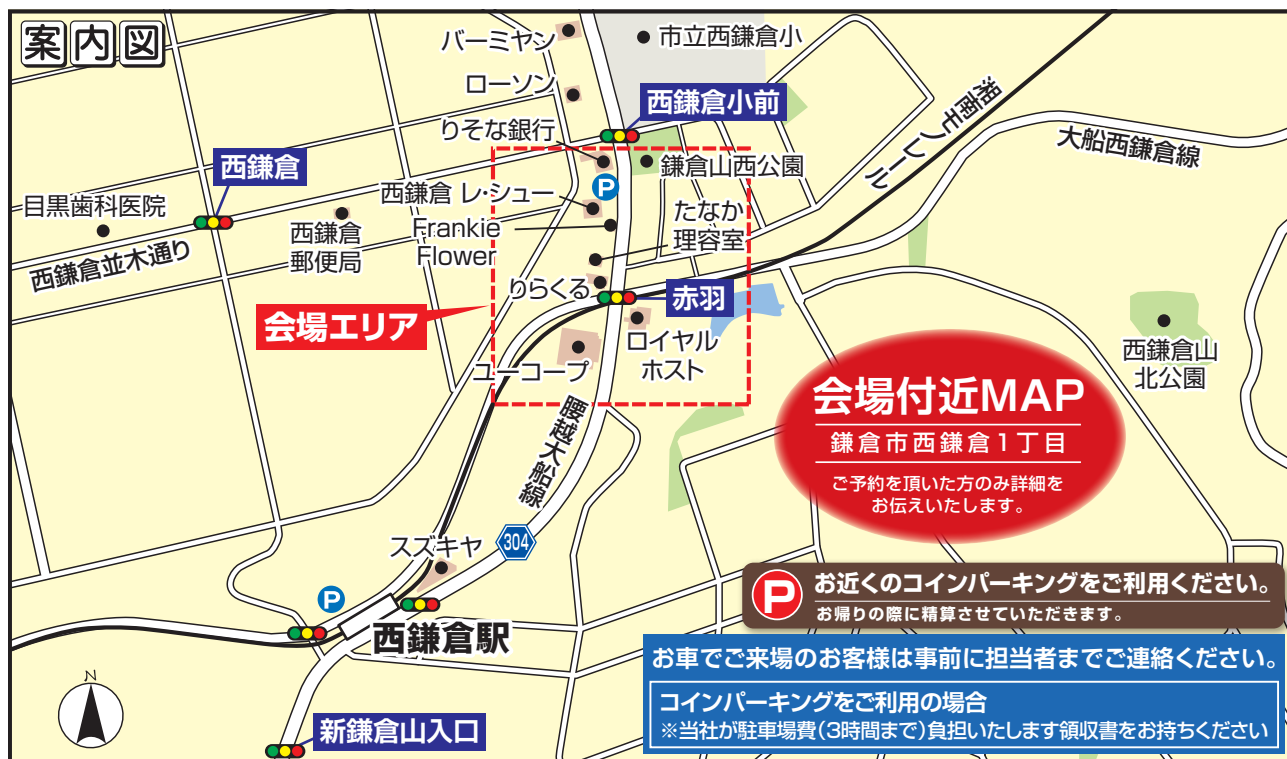 案内図
バーミヤン
市立西鎌倉小
ローソン
西鎌倉小前
りそな銀行
湘南モノレール
大船西鎌倉線
鎌倉山西公園
西鎌倉
P
西鎌倉 レ・シュー
目黒歯科医院
西鎌倉
郵便局
Frankie
Flower
たなか
理容室
西鎌倉並木通り
りらくる
赤羽
会場エリア
ロイヤル
ホスト
ユーコープ
西鎌倉山
北公園
会場付近MAP
鎌倉市西鎌倉1丁目
ご予約を頂いた方のみ詳細を
お伝えいたします。
腰越大船線
304
スズキヤ
P
西鎌倉駅
P
お近くのコインパーキングをご利用ください。
お帰りの際に精算させていただきます。
お車でご来場のお客様は事前に担当者までご連絡ください。
コインパーキングをご利用の場合
※当社が駐車場費(3時間まで)負担いたします領収書をお持ちください
N
新鎌倉山入口